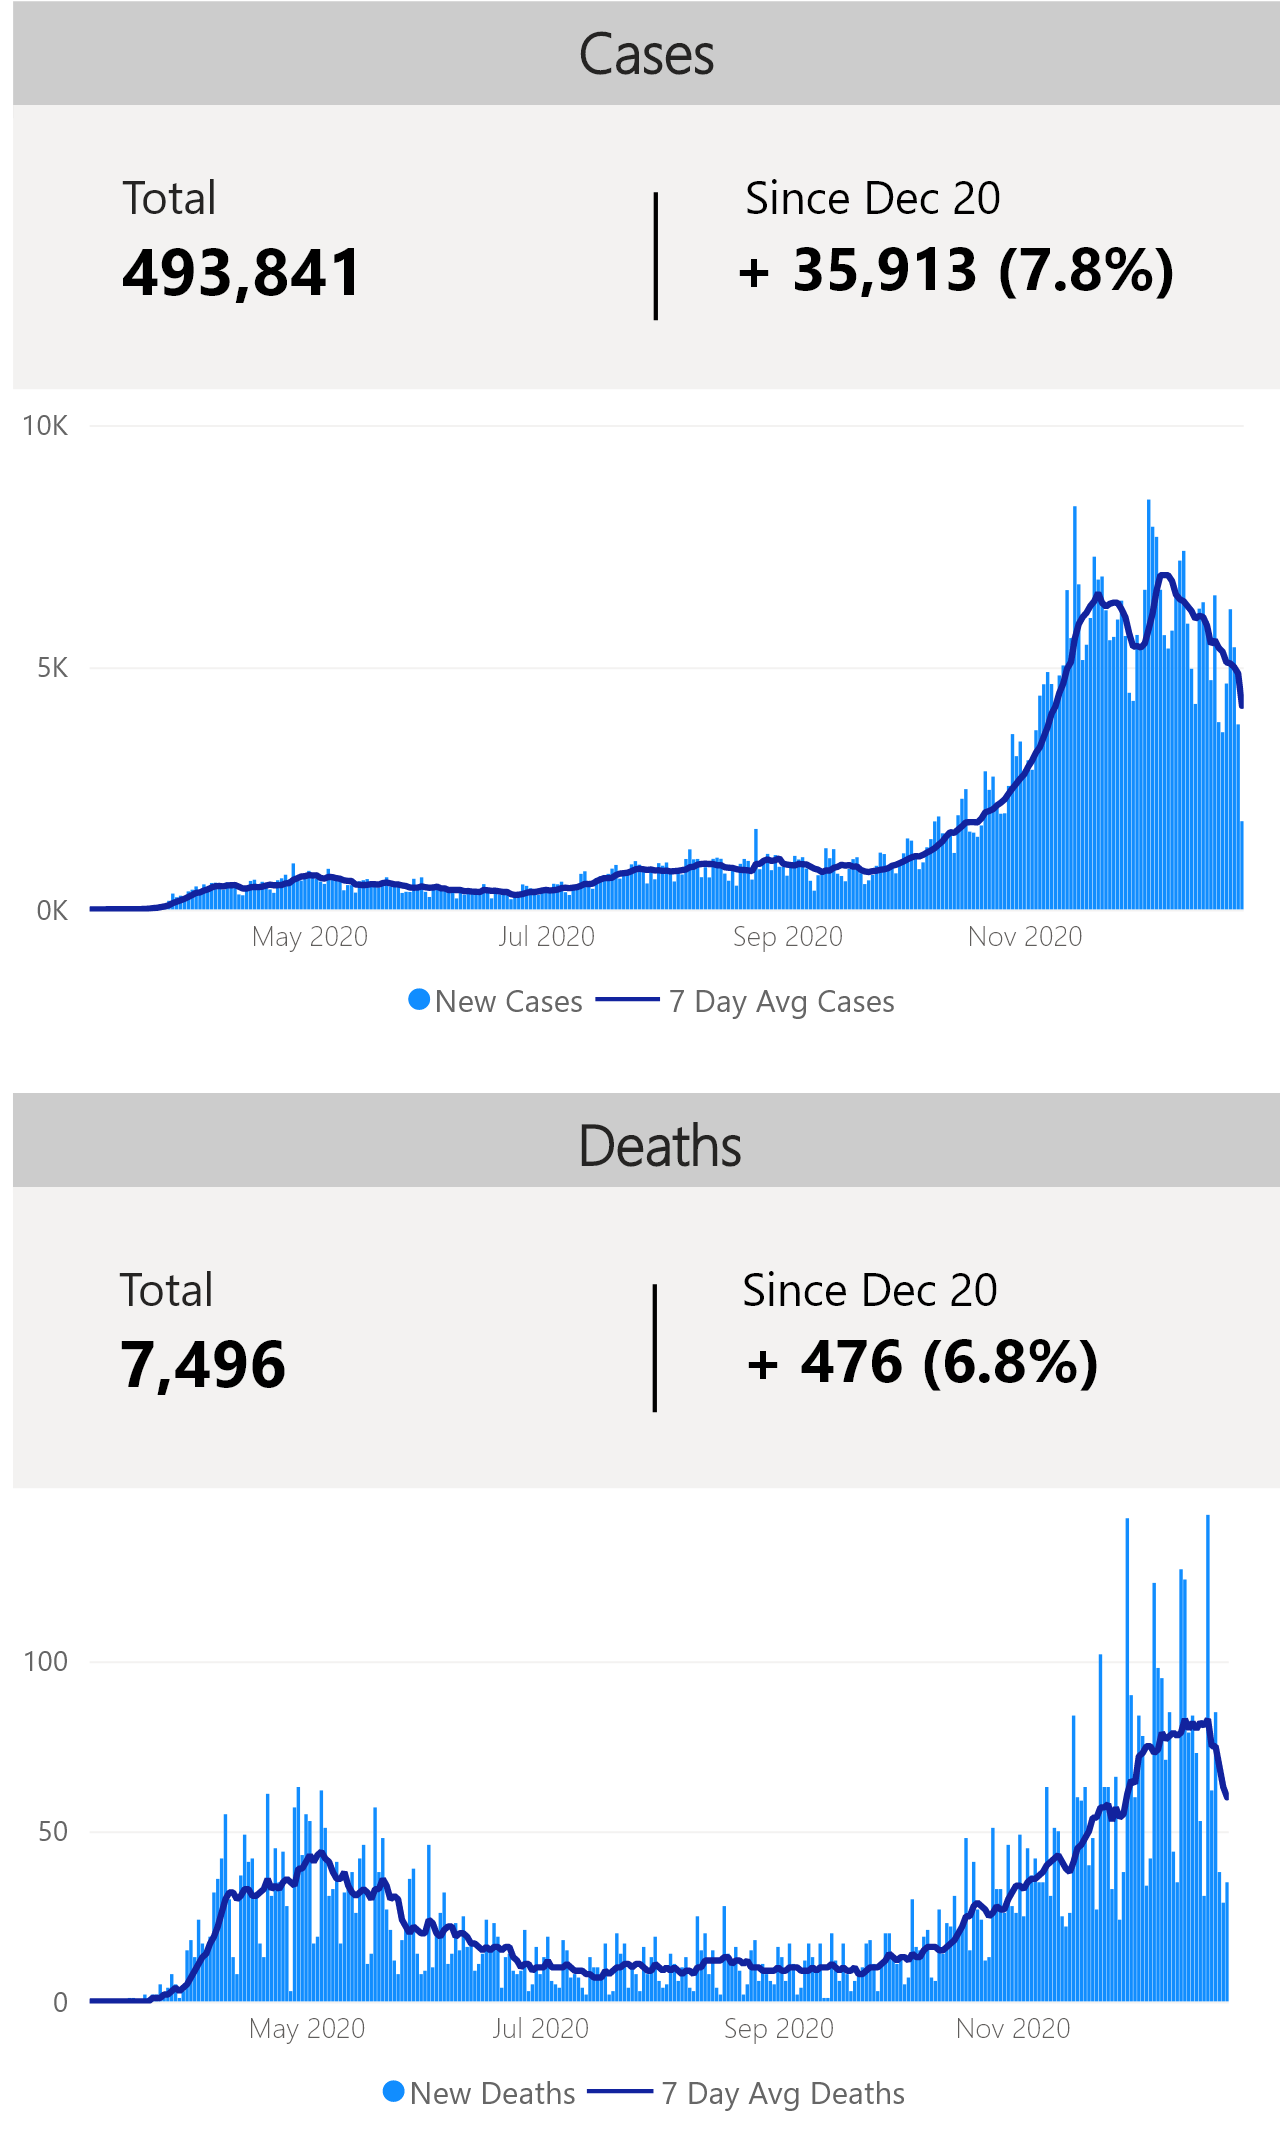 Cases
Total
Since Dec 20
493,841
+ 35,913 (7.8%)
10K
5K
0K
May 2020
Jul 2020
Sep 2020
Nov 2020
New Cases
7 Day Avg Cases
Deaths
Total
Since Dec 20
7,496
+ 476 (6.8%)
100
50
0
May 2020
Jul 2020
Sep 2020
Nov 2020
New Deaths
7 Day Avg Deaths